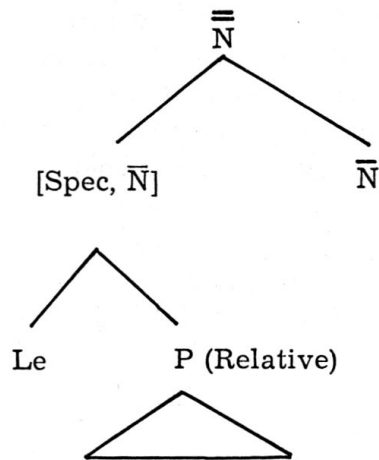 N̿
[Spec, N̄] N̄
Le P (Relative)